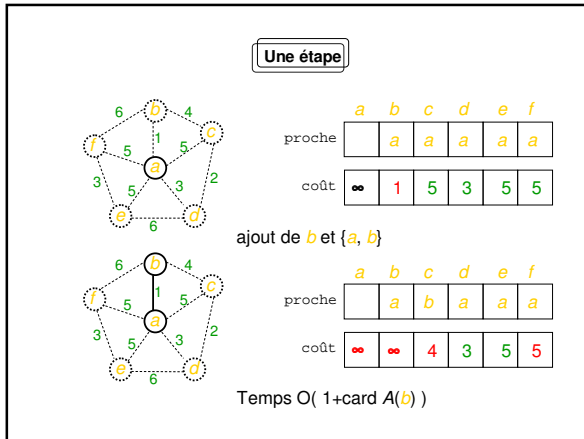 Une étape
a b c d e f
6 b 4
f c
1
proche a a a a a
5 5
a
coût ∞ 1 5 3 5 5
3 5 3 2
e d
6
ajout de b et {a, b}
a b c d e f
6 b 4
f c
1
proche a b a a a
5 5
a
coût ∞ ∞ 4 3 5 5
3 5 3 2
e d
6
Temps O( 1+card A(b) )